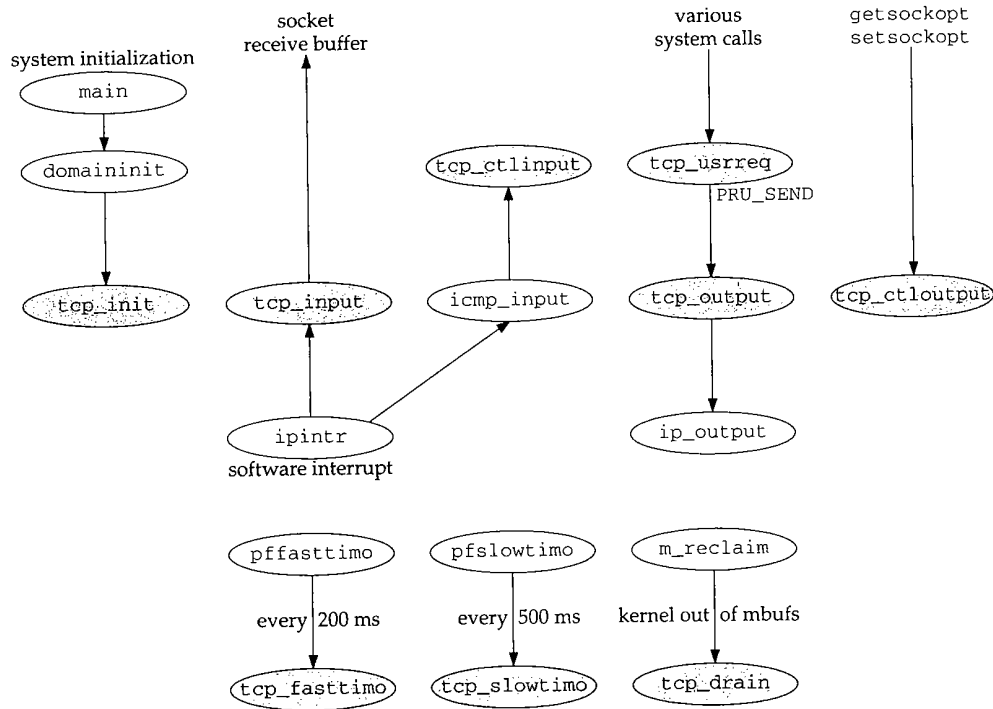 system initialization
main
domaininit
tcp_init
socket
receive buffer
tcp_input
ipintr
software interrupt
tcp_ctlinput
icmp_input
various
system calls
tcp_usrreq
PRU_SEND
tcp_output
ip_output
getsockopt
setsockopt
tcp_ctloutput
pffasttimo
every 200 ms
tcp_fasttimo
pfslowtimo
every 500 ms
tcp_slowtimo
m_reclaim
kernel out of mbufs
tcp_drain